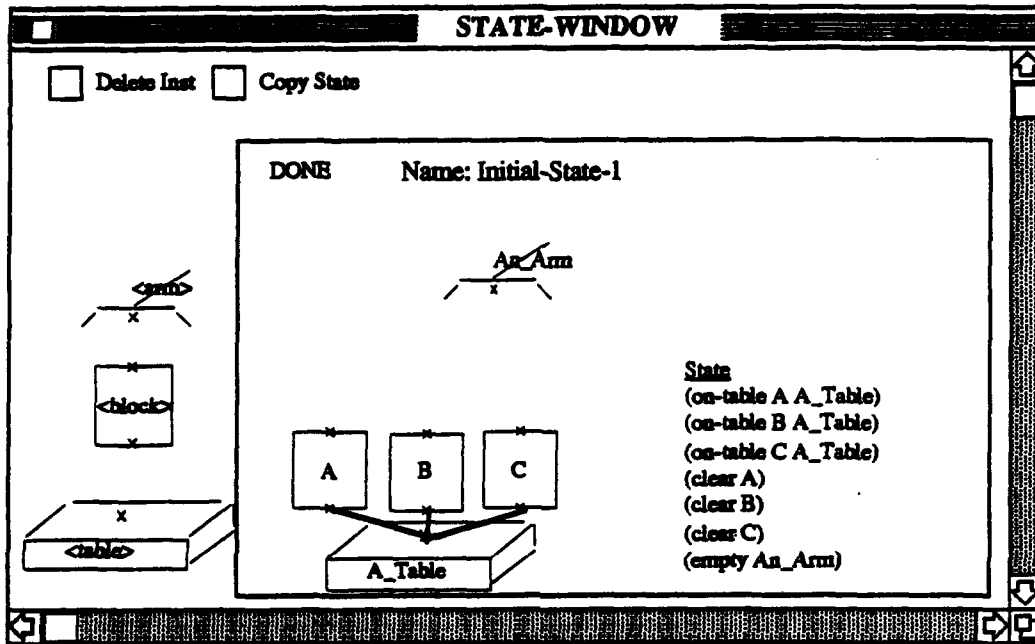 STATE-WINDOW
Delete Inst Copy State
DONE Name: Initial-State-1
An_Arm
<arm>
<block>
A B C
<table>
A_Table
State
(on-table A A_Table)
(on-table B A_Table)
(on-table C A_Table)
(clear A)
(clear B)
(clear C)
(empty An_Arm)